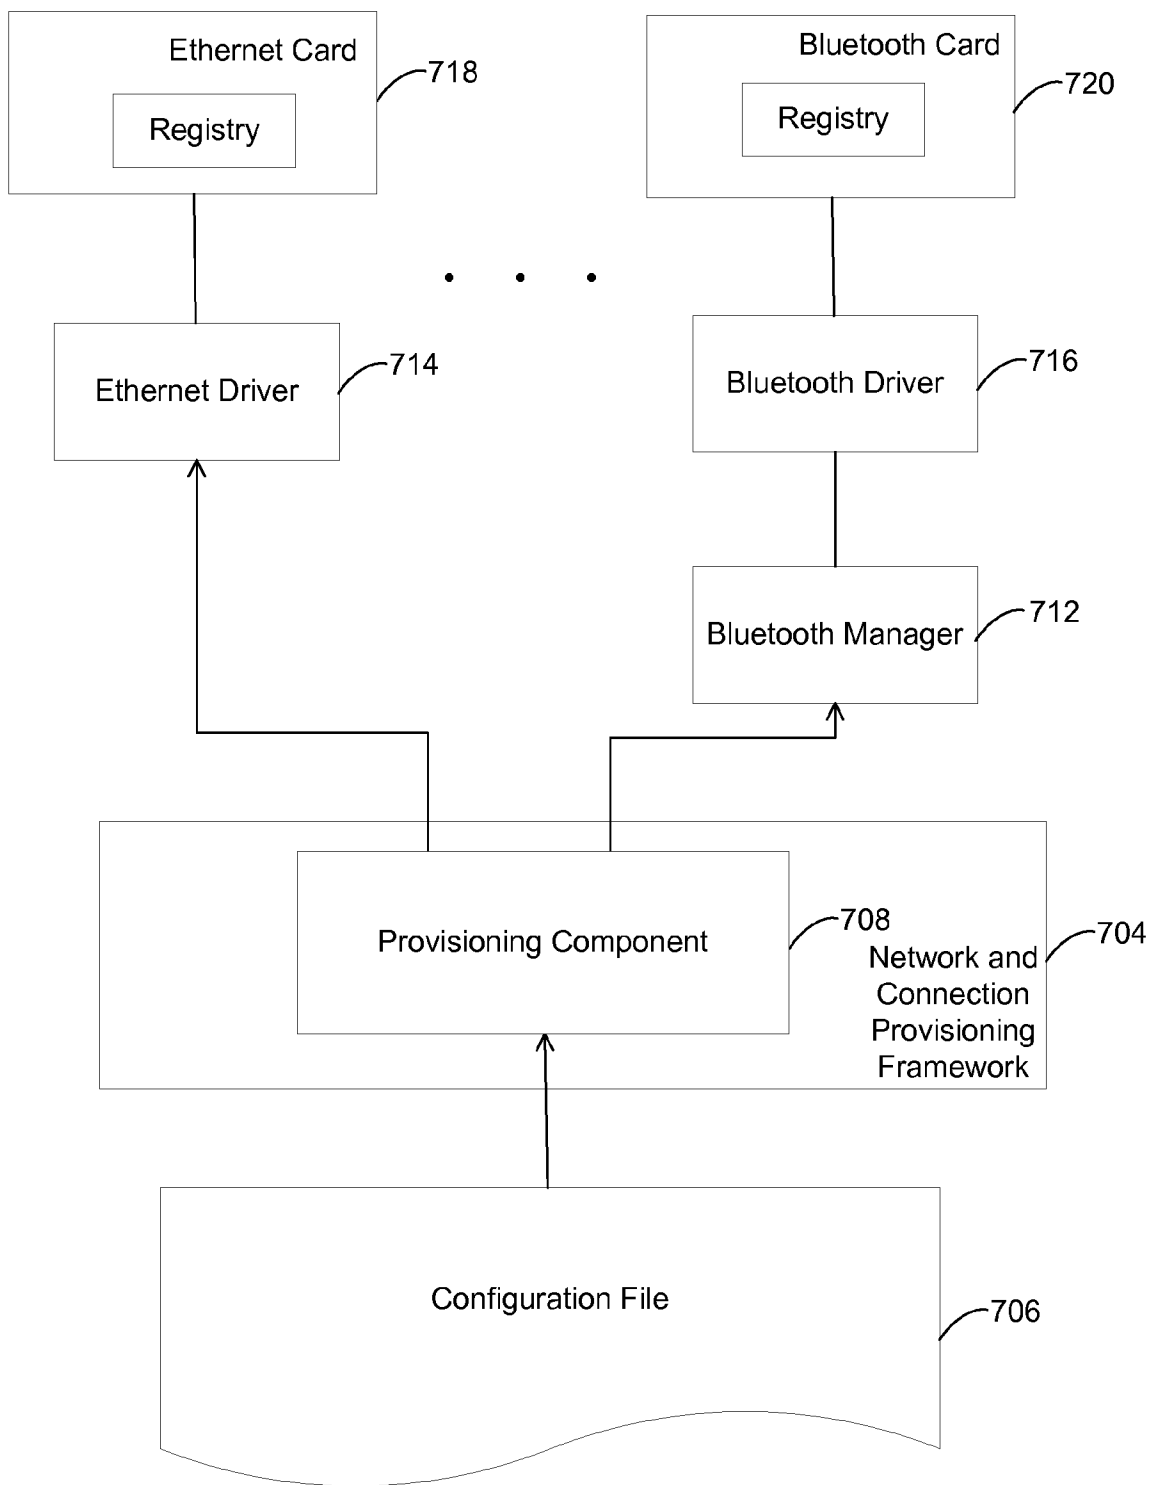 Ethernet Card
718
Registry
Bluetooth Card
720
Registry
Ethernet Driver
714
Bluetooth Driver
716
Bluetooth Manager
712
Provisioning Component
708
704
Network and
Connection
Provisioning
Framework
Configuration File
706